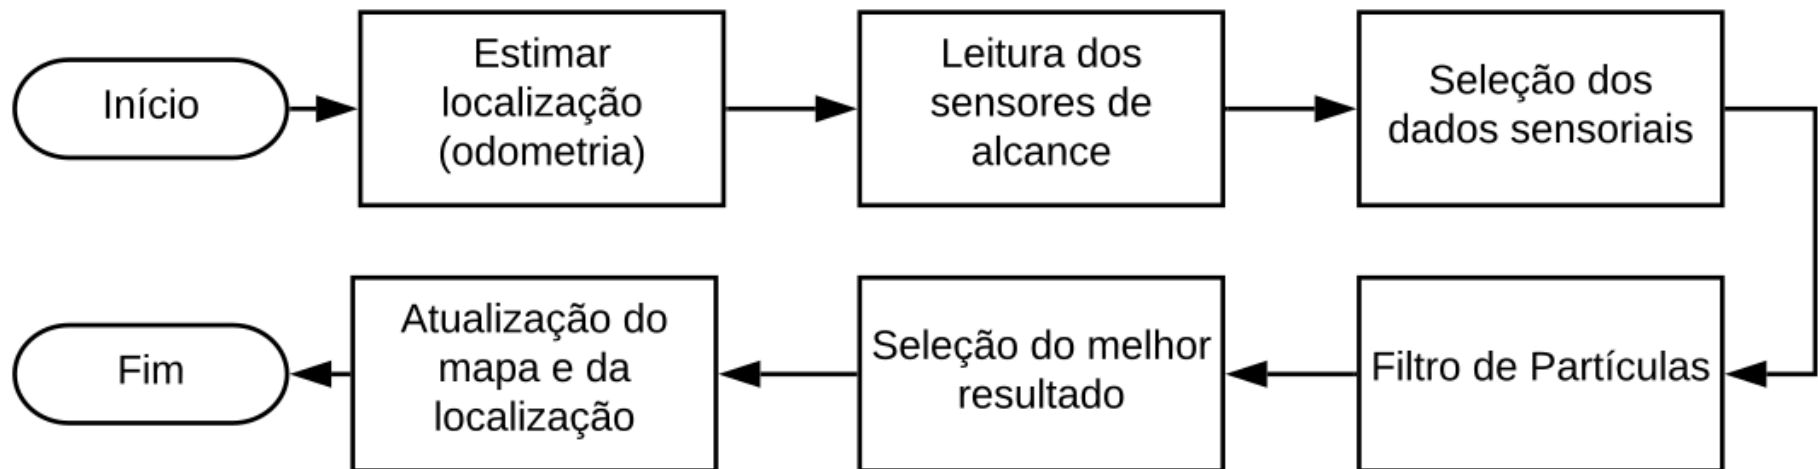 Início
Estimar
localização
(odometria)
Leitura dos
sensores de
alcance
Seleção dos
dados sensoriais
Filtro de Partículas
Seleção do melhor
resultado
Atualização do
mapa e da
localização
Fim